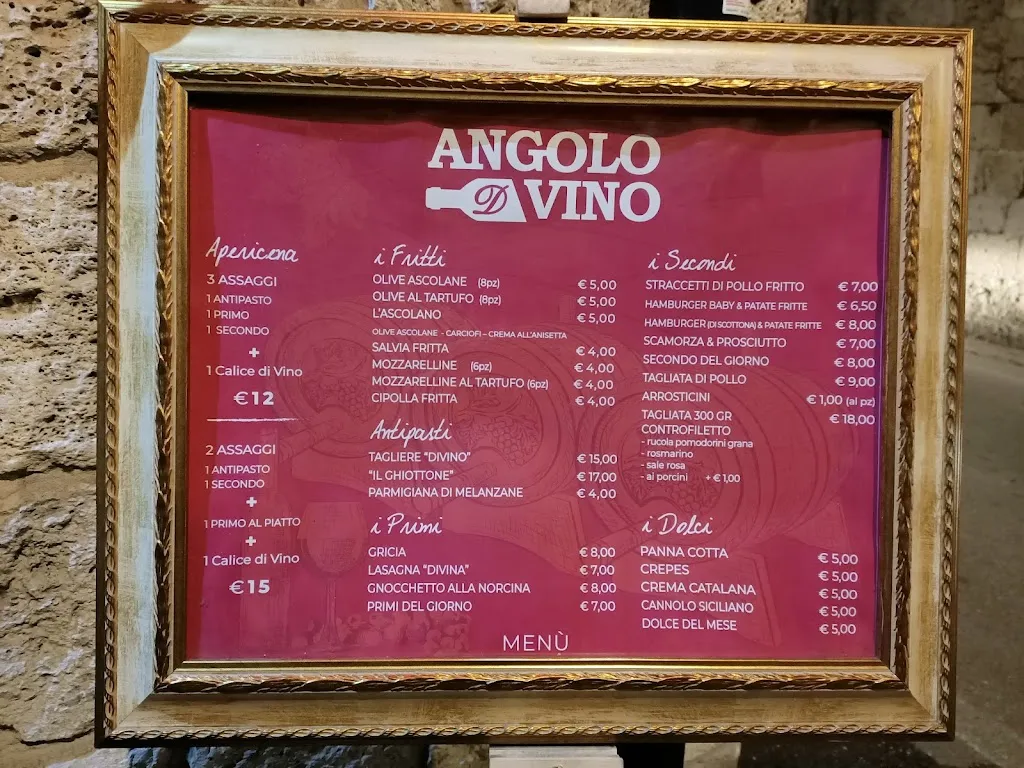 ANGOLO
D VINO
Apericena
3 ASSAGGI
1 ANTIPASTO
1 PRIMO
1 SECONDO
+
1 Calice di Vino
€ 12
2 ASSAGGI
1 ANTIPASTO
1 SECONDO
+
1 PRIMO AL PIATTO
+
1 Calice di Vino
€ 15
i Fritti
OLIVE ASCOLANE (8pz) € 5,00
OLIVE AL TARTUFO (8pz) € 5,00
L'ASCOLANO € 5,00
OLIVE ASCOLANE - CARCIOFI - CREMA ALL'ANISETTA
SALVIA FRITTA € 4,00
MOZZARELLINE (6pz) € 4,00
MOZZARELLINE AL TARTUFO (6pz) € 4,00
CIPOLLA FRITTA € 4,00
Antipasti
TAGLIERE "DIVINO" € 15,00
"IL GHIOTTONE" € 17,00
PARMIGIANA DI MELANZANE € 4,00
i Primi
GRICIA € 8,00
LASAGNA "DIVINA" € 7,00
GNOCCHETTO ALLA NORCINA € 8,00
PRIMI DEL GIORNO € 7,00
i Secondi
STRACCETTI DI POLLO FRITTO € 7,00
HAMBURGER BABY & PATATE FRITTE € 6,50
HAMBURGER (DI SCOTTONA) & PATATE FRITTE € 8,00
SCAMORZA & PROSCIUTTO € 7,00
SECONDO DEL GIORNO € 8,00
TAGLIATA DI POLLO € 9,00
ARROSTICINI € 1,00 (al pz)
TAGLIATA 300 GR € 18,00
CONTROFILETTO
- rucola pomodorini grana
- rosmarino
- sale rosa
- ai porcini + € 1,00
i Dolci
PANNA COTTA € 5,00
CREPES € 5,00
CREMA CATALANA € 5,00
CANNOLO SICILIANO € 5,00
DOLCE DEL MESE € 5,00
MENÙ